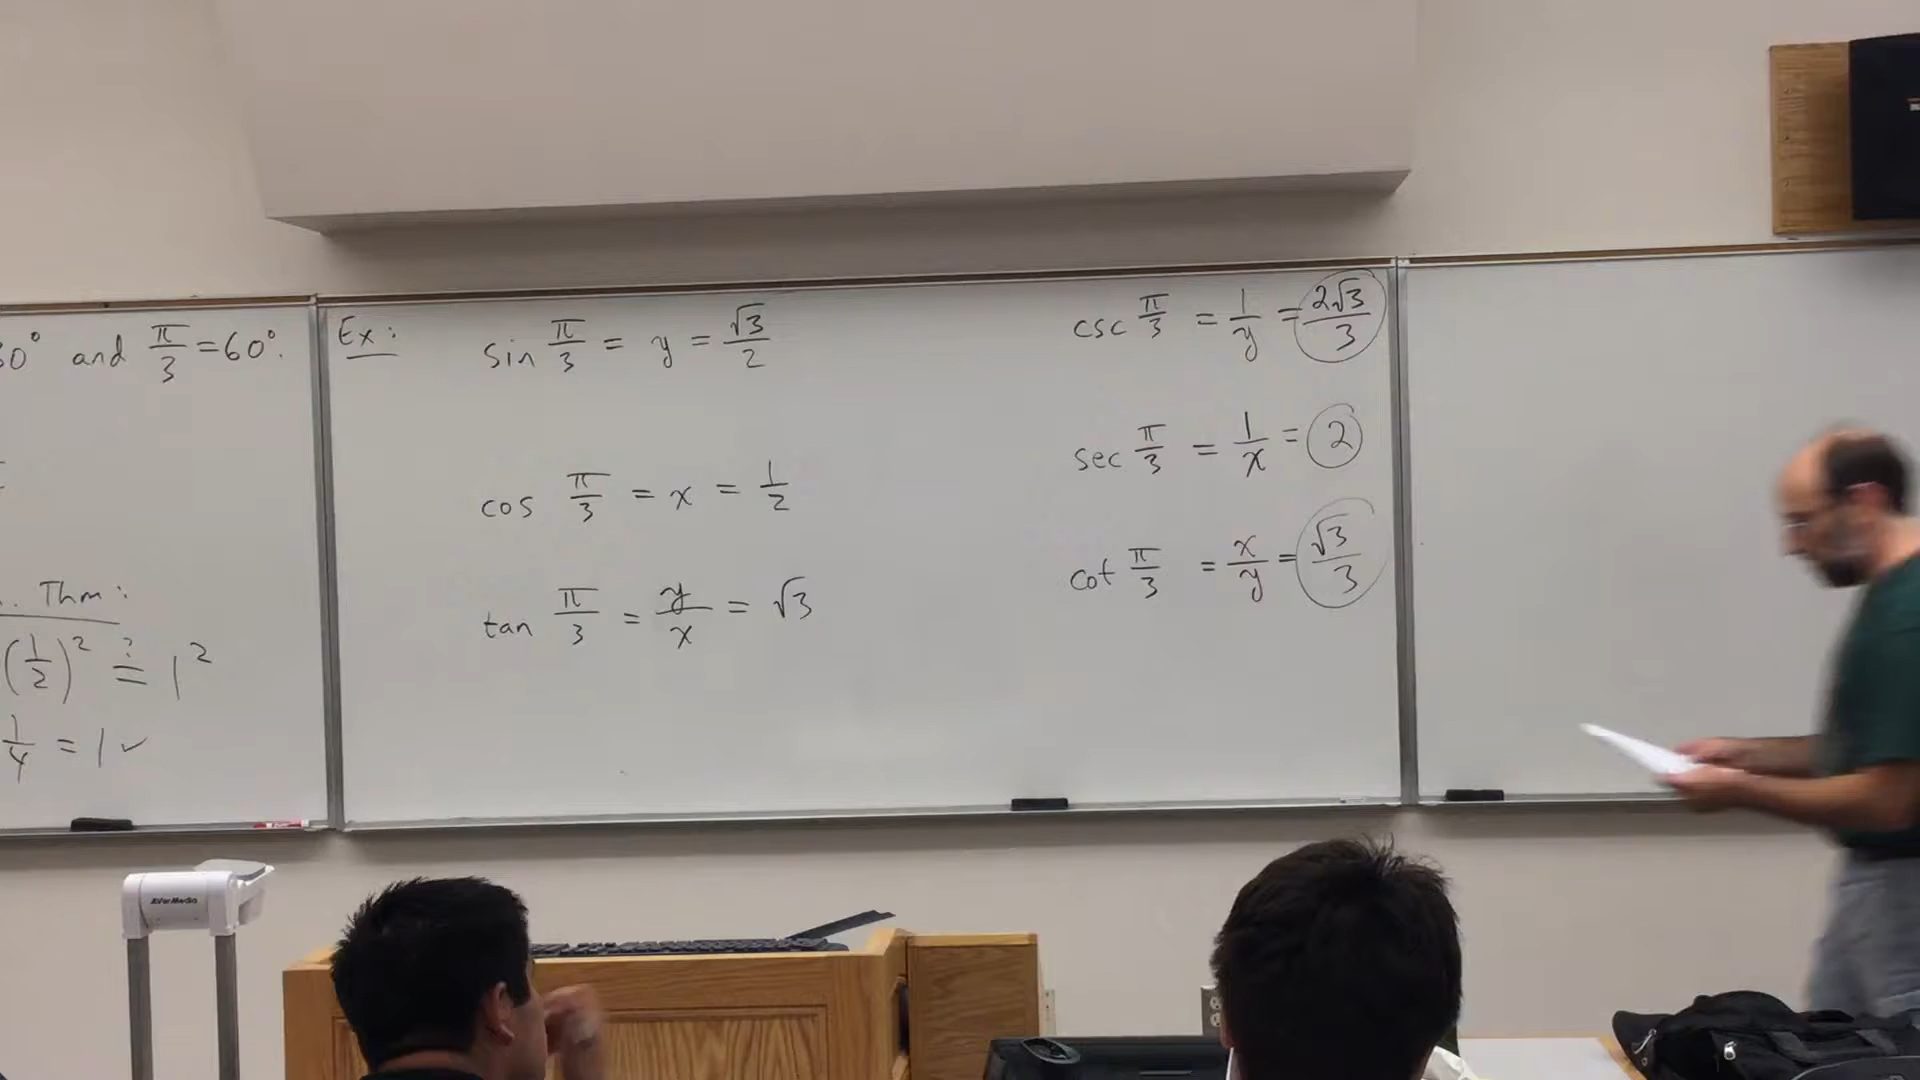 0° and π/3 = 60°.
. Thm:
(1/2)² ≟ 1²
1/4 = 1 ✓
Ex: sin π/3 = y = √3/2
cos π/3 = x = 1/2
tan π/3 = y/x = √3
csc π/3 = 1/y = 2√3/3
sec π/3 = 1/x = 2
cot π/3 = x/y = √3/3
AVerMedia